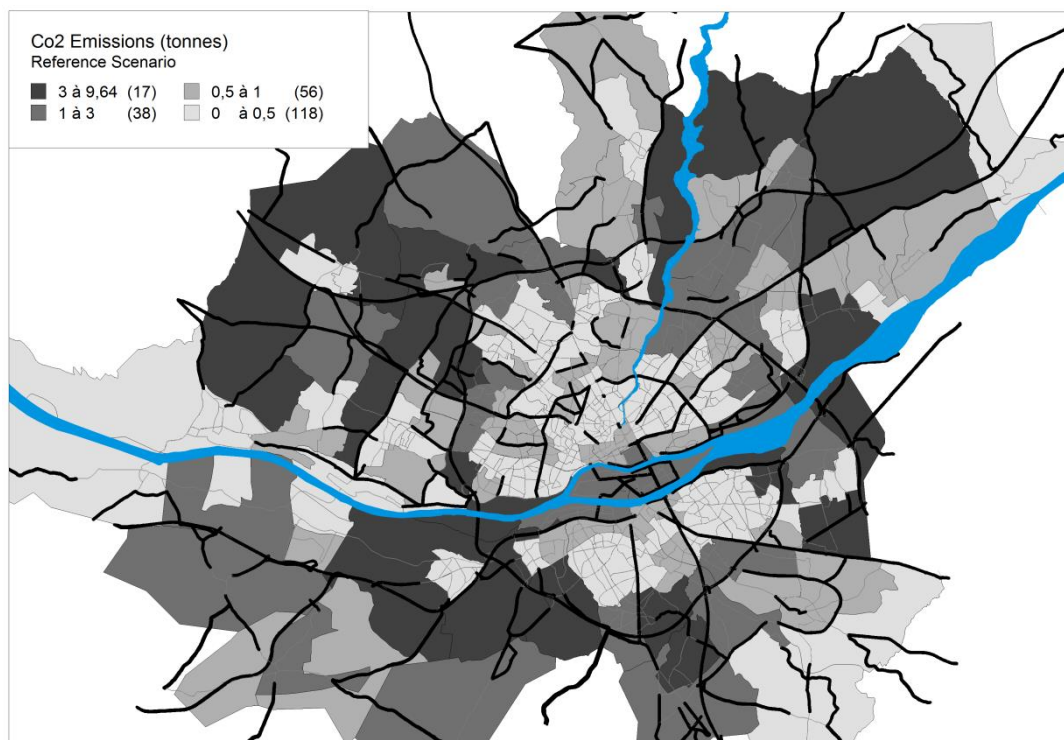 Co2 Emissions (tonnes)
Reference Scenario
3 à 9,64 (17) 0,5 à 1 (56)
1 à 3 (38) 0 à 0,5 (118)